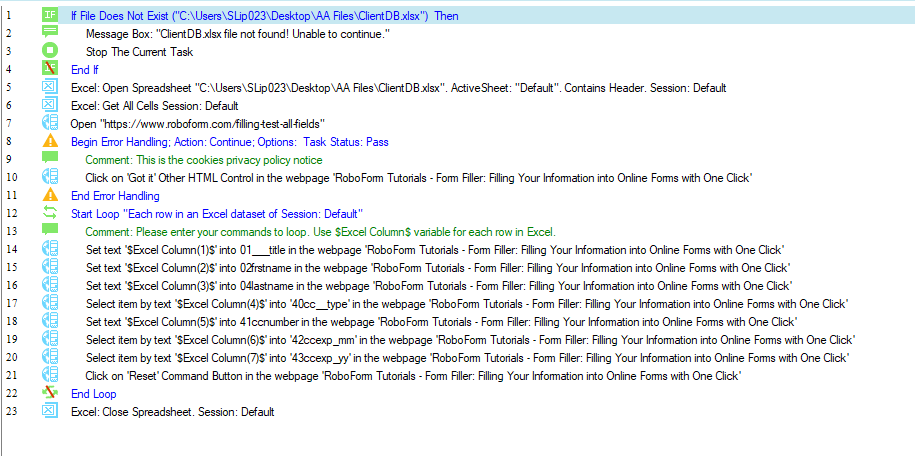 1 If File Does Not Exist ("C:\Users\SLip023\Desktop\AA Files\ClientDB.xlsx") Then
2 Message Box: "ClientDB.xlsx file not found! Unable to continue."
3 Stop The Current Task
4 End If
5 Excel: Open Spreadsheet "C:\Users\SLip023\Desktop\AA Files\ClientDB.xlsx". ActiveSheet: "Default". Contains Header. Session: Default
6 Excel: Get All Cells Session: Default
7 Open "https://www.roboform.com/filling-test-all-fields"
8 Begin Error Handling; Action: Continue; Options: Task Status: Pass
9 Comment: This is the cookies privacy policy notice
10 Click on 'Got it' Other HTML Control in the webpage 'RoboForm Tutorials - Form Filler: Filling Your Information into Online Forms with One Click'
11 End Error Handling
12 Start Loop "Each row in an Excel dataset of Session: Default"
13 Comment: Please enter your commands to loop. Use $Excel Column$ variable for each row in Excel.
14 Set text '$Excel Column(1)$' into 01___title in the webpage 'RoboForm Tutorials - Form Filler: Filling Your Information into Online Forms with One Click'
15 Set text '$Excel Column(2)$' into 02frstname in the webpage 'RoboForm Tutorials - Form Filler: Filling Your Information into Online Forms with One Click'
16 Set text '$Excel Column(3)$' into 04lastname in the webpage 'RoboForm Tutorials - Form Filler: Filling Your Information into Online Forms with One Click'
17 Select item by text '$Excel Column(4)$' into '40cc__type' in the webpage 'RoboForm Tutorials - Form Filler: Filling Your Information into Online Forms with One Click'
18 Set text '$Excel Column(5)$' into 41ccnumber in the webpage 'RoboForm Tutorials - Form Filler: Filling Your Information into Online Forms with One Click'
19 Select item by text '$Excel Column(6)$' into '42ccexp_mm' in the webpage 'RoboForm Tutorials - Form Filler: Filling Your Information into Online Forms with One Click'
20 Select item by text '$Excel Column(7)$' into '43ccexp_yy' in the webpage 'RoboForm Tutorials - Form Filler: Filling Your Information into Online Forms with One Click'
21 Click on 'Reset' Command Button in the webpage 'RoboForm Tutorials - Form Filler: Filling Your Information into Online Forms with One Click'
22 End Loop
23 Excel: Close Spreadsheet. Session: Default